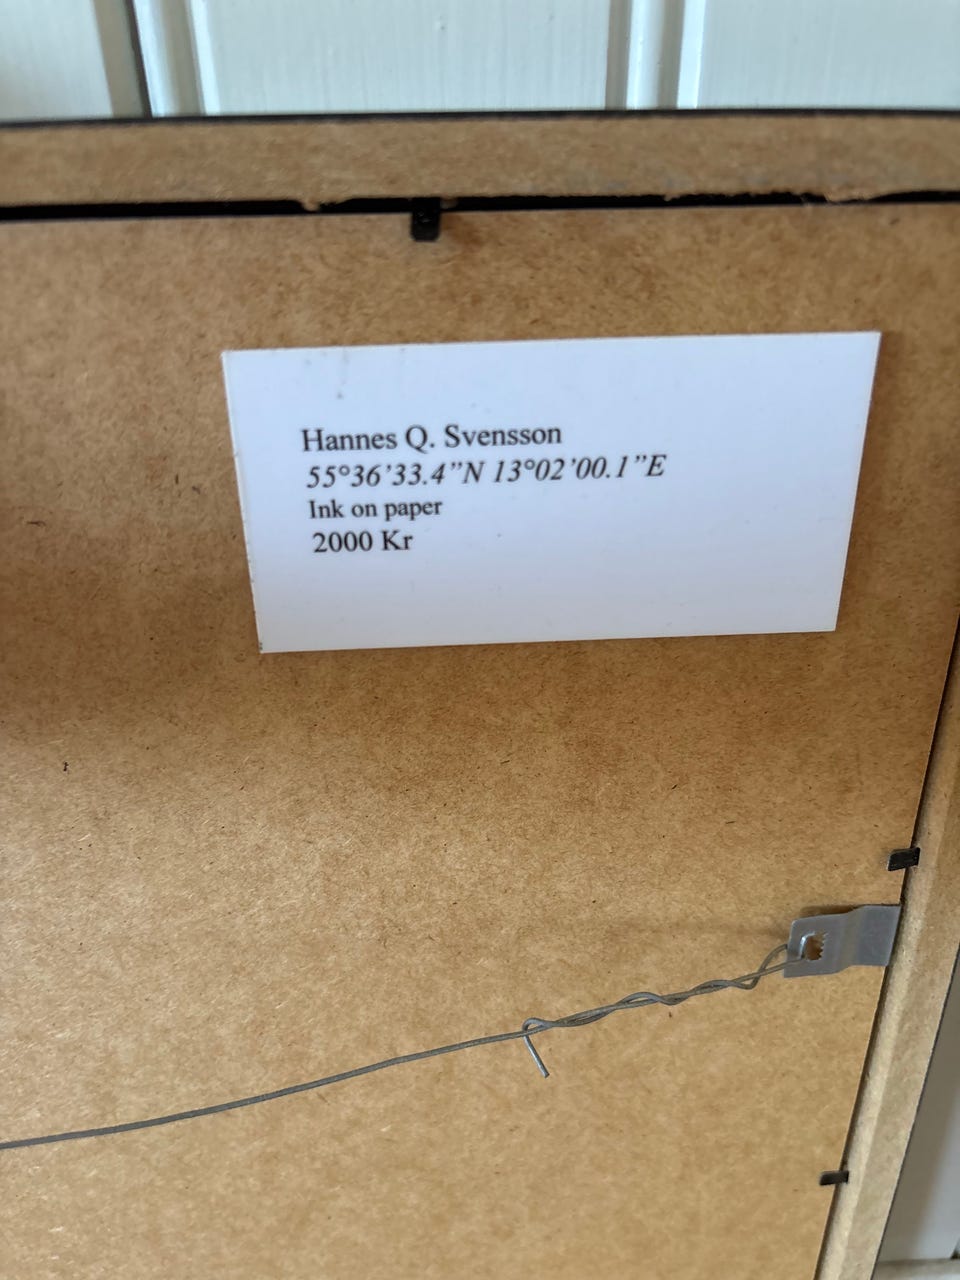 Hannes Q. Svensson
55°36’33.4”N 13°02’00.1”E
Ink on paper
2000 Kr